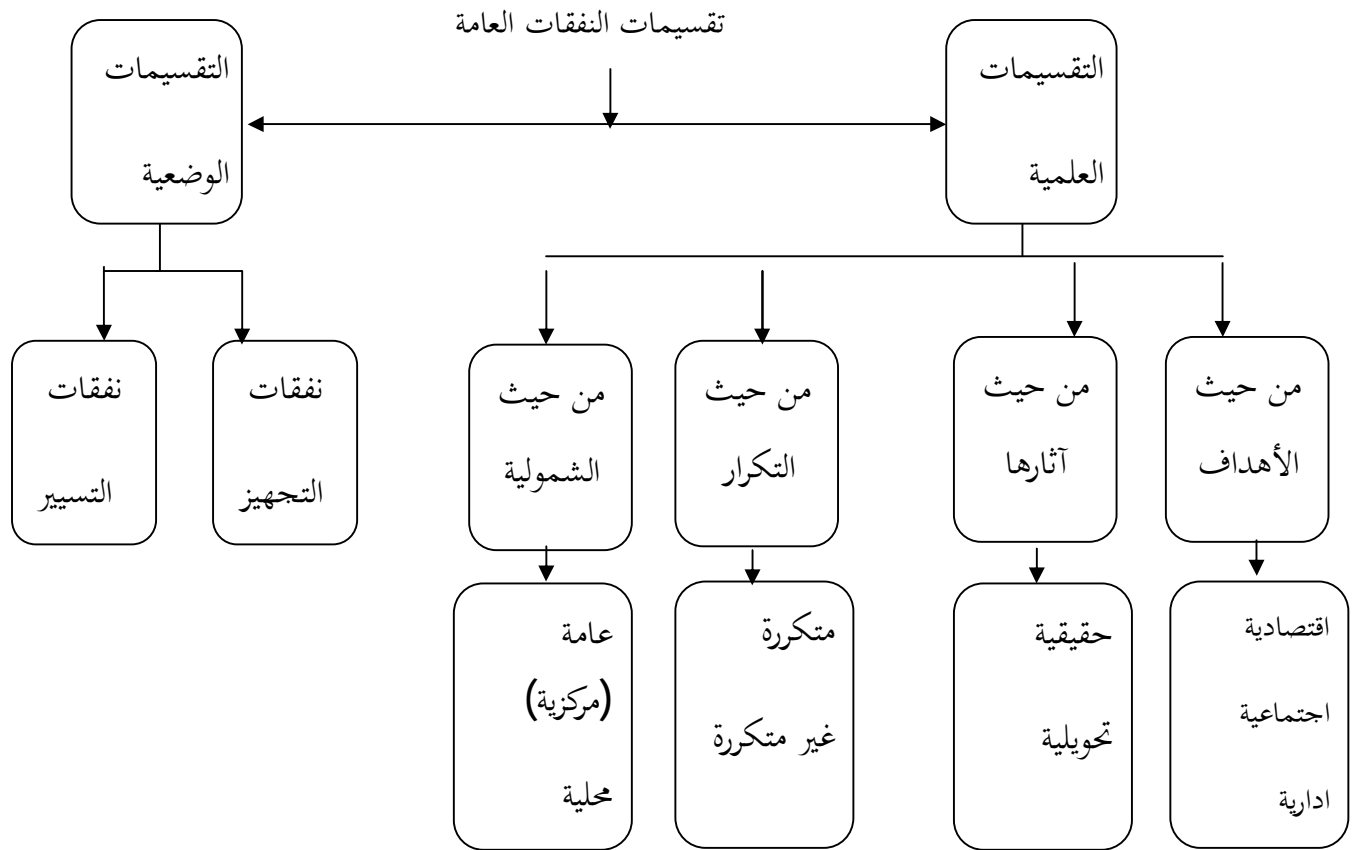 تقسيمات النفقات العامة
التقسيمات
العلمية
التقسيمات
الوضعية
من حيث
الأهداف
من حيث
آثارها
من حيث
التكرار
من حيث
الشمولية
نفقات
التجهيز
نفقات
التسيير
اقتصادية
اجتماعية
ادارية
حقيقية
تحويلية
متكررة
غير متكررة
عامة
(مركزية)
محلية